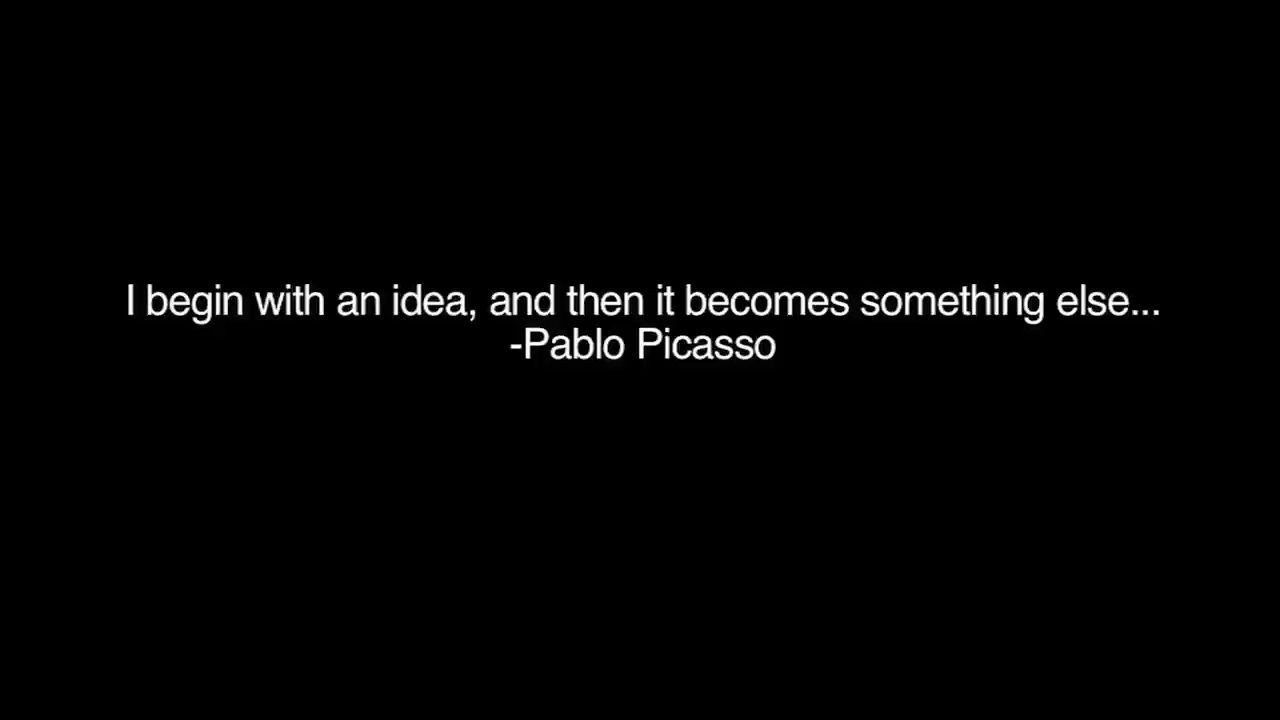 I begin with an idea, and then it becomes something else...
-Pablo Picasso